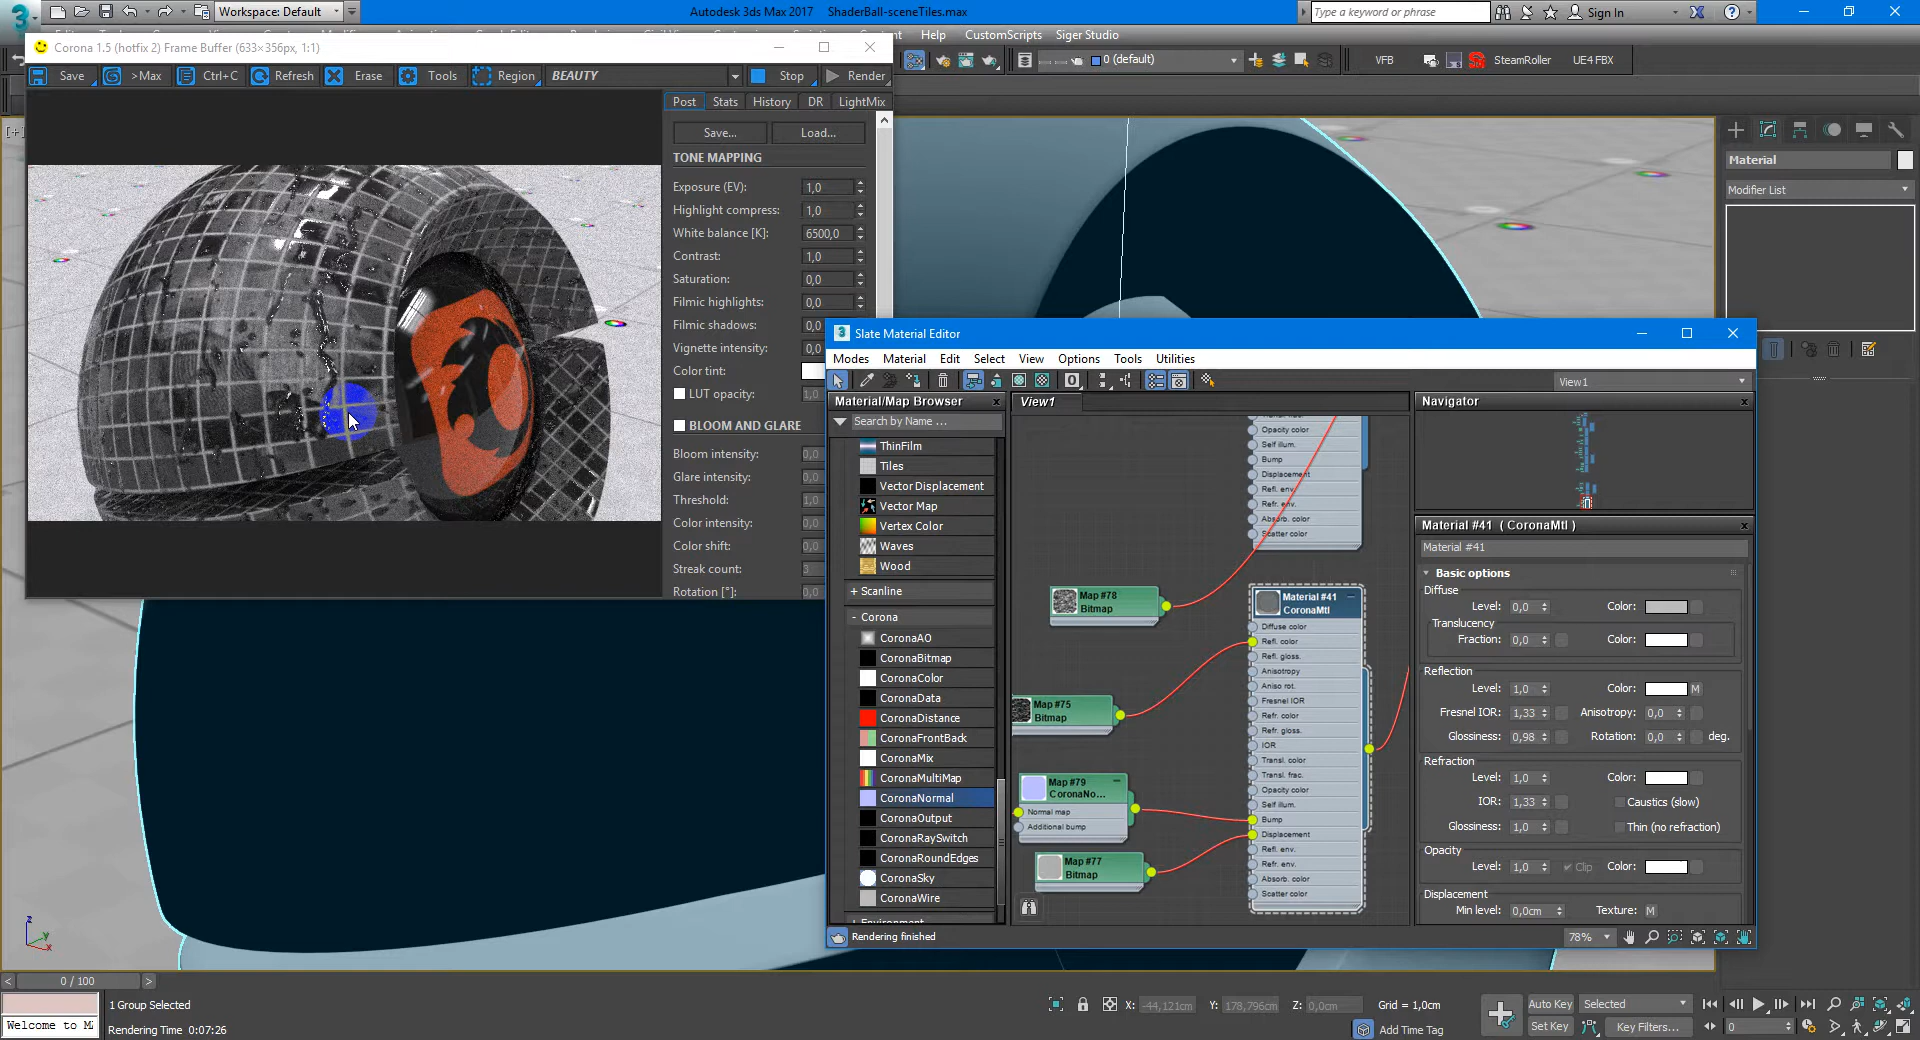 Workspace: Default
Autodesk 3ds Max 2017 ShaderBall-sceneTiles.max
Type a keyword or phrase
Sign In
Help CustomScripts Siger Studio
Corona 1.5 (hotfix 2) Frame Buffer (633×356px, 1:1)
0 (default)
VFB SteamRoller UE4 FBX
Save >Max Ctrl+C Refresh Erase Tools Region BEAUTY Stop Render
Post Stats History DR LightMix
Save... Load...
TONE MAPPING
Exposure (EV): 1,0
Highlight compress: 1,0
White balance [K]: 6500,0
Contrast: 1,0
Saturation: 0,0
Filmic highlights: 0,0
Filmic shadows: 0,0
Vignette intensity: 0,0
Color tint:
LUT opacity: 1,0
BLOOM AND GLARE
Bloom intensity: 0,0
Glare intensity: 0,0
Threshold: 1,0
Color intensity: 0,0
Color shift: 0,0
Streak count: 3
Rotation [°]: 0,0
Material
Modifier List
Slate Material Editor
Modes Material Edit Select View Options Tools Utilities
View1
Material/Map Browser
Search by Name ...
ThinFilm
Tiles
Vector Displacement
Vector Map
Vertex Color
Waves
Wood
+ Scanline
- Corona
CoronaAO
CoronaBitmap
CoronaColor
CoronaData
CoronaDistance
CoronaFrontBack
CoronaMix
CoronaMultiMap
CoronaNormal
CoronaOutput
CoronaRaySwitch
CoronaRoundEdges
CoronaSky
CoronaWire
+ Environment
View1
Opacity color
Self illum.
Bump
Displacement
Refl. env.
Refr. env.
Absorb. color
Scatter color
Map #78
Bitmap
Map #75
Bitmap
Map #79
CoronaNo...
Normal map
Additional bump
Map #77
Bitmap
Material #41
CoronaMtl
Diffuse color
Refl. color
Refl. gloss.
Anisotropy
Aniso rot.
Fresnel IOR
Refr. color
Refr. gloss.
IOR
Transl. color
Transl. frac.
Opacity color
Self illum.
Bump
Displacement
Refl. env.
Refr. env.
Absorb. color
Scatter color
Navigator
Material #41 ( CoronaMtl )
Material #41
Basic options
Diffuse
Level: 0,0 Color:
Translucency
Fraction: 0,0 Color:
Reflection
Level: 1,0 Color: M
Fresnel IOR: 1,33 Anisotropy: 0,0
Glossiness: 0,98 Rotation: 0,0 deg.
Refraction
Level: 1,0 Color:
IOR: 1,33 Caustics (slow)
Glossiness: 1,0 Thin (no refraction)
Opacity
Level: 1,0 Clip Color:
Displacement
Min level: 0,0cm Texture: M
Rendering finished
78%
z
y
x
< 0 / 100 >
1 Group Selected
Welcome to
Rendering Time 0:07:26
X: -44,121cm Y: 178,796cm Z: 0,0cm Grid = 1,0cm
Add Time Tag
Auto Key Selected
Set Key Key Filters...
0